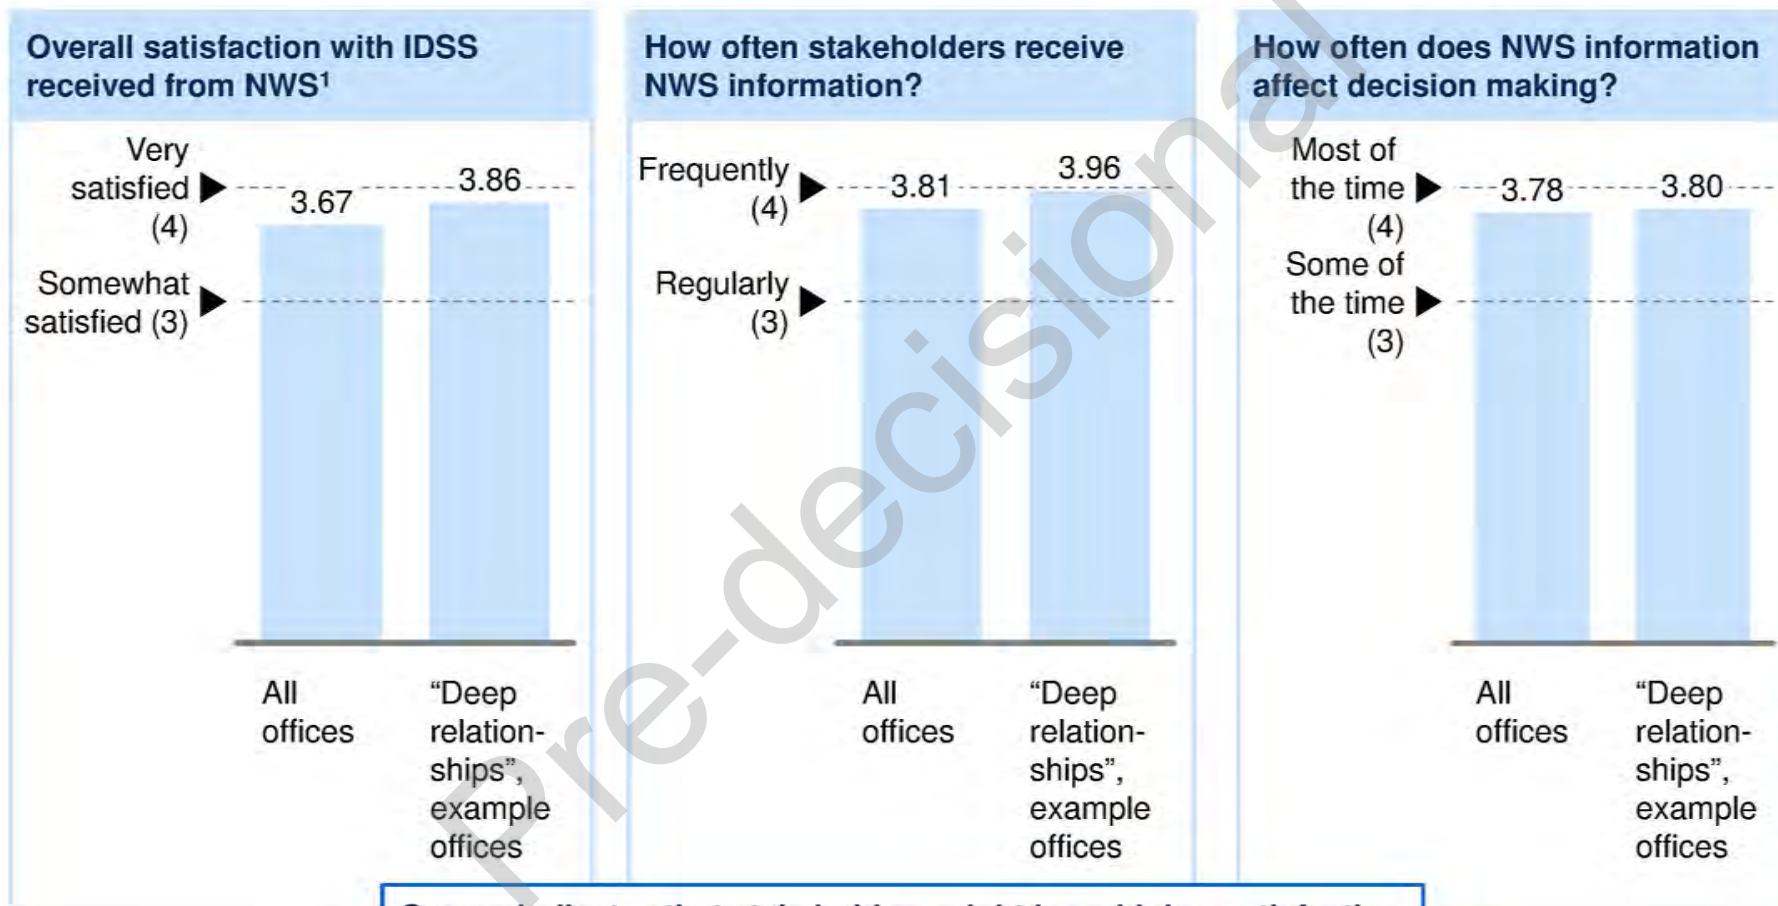 Overall satisfaction with IDSS
received from NWS¹
Very
satisfied
(4)
Somewhat
satisfied (3)
3.67
3.86
All
offices
“Deep
relation-
ships”,
example
offices
How often stakeholders receive
NWS information?
Frequently
(4)
Regularly
(3)
3.81
3.96
All
offices
“Deep
relation-
ships”,
example
offices
How often does NWS information
affect decision making?
Most of
the time
(4)
Some of
the time
(3)
3.78
3.80
All
offices
“Deep
relation-
ships”,
example
offices
Pre-decisional